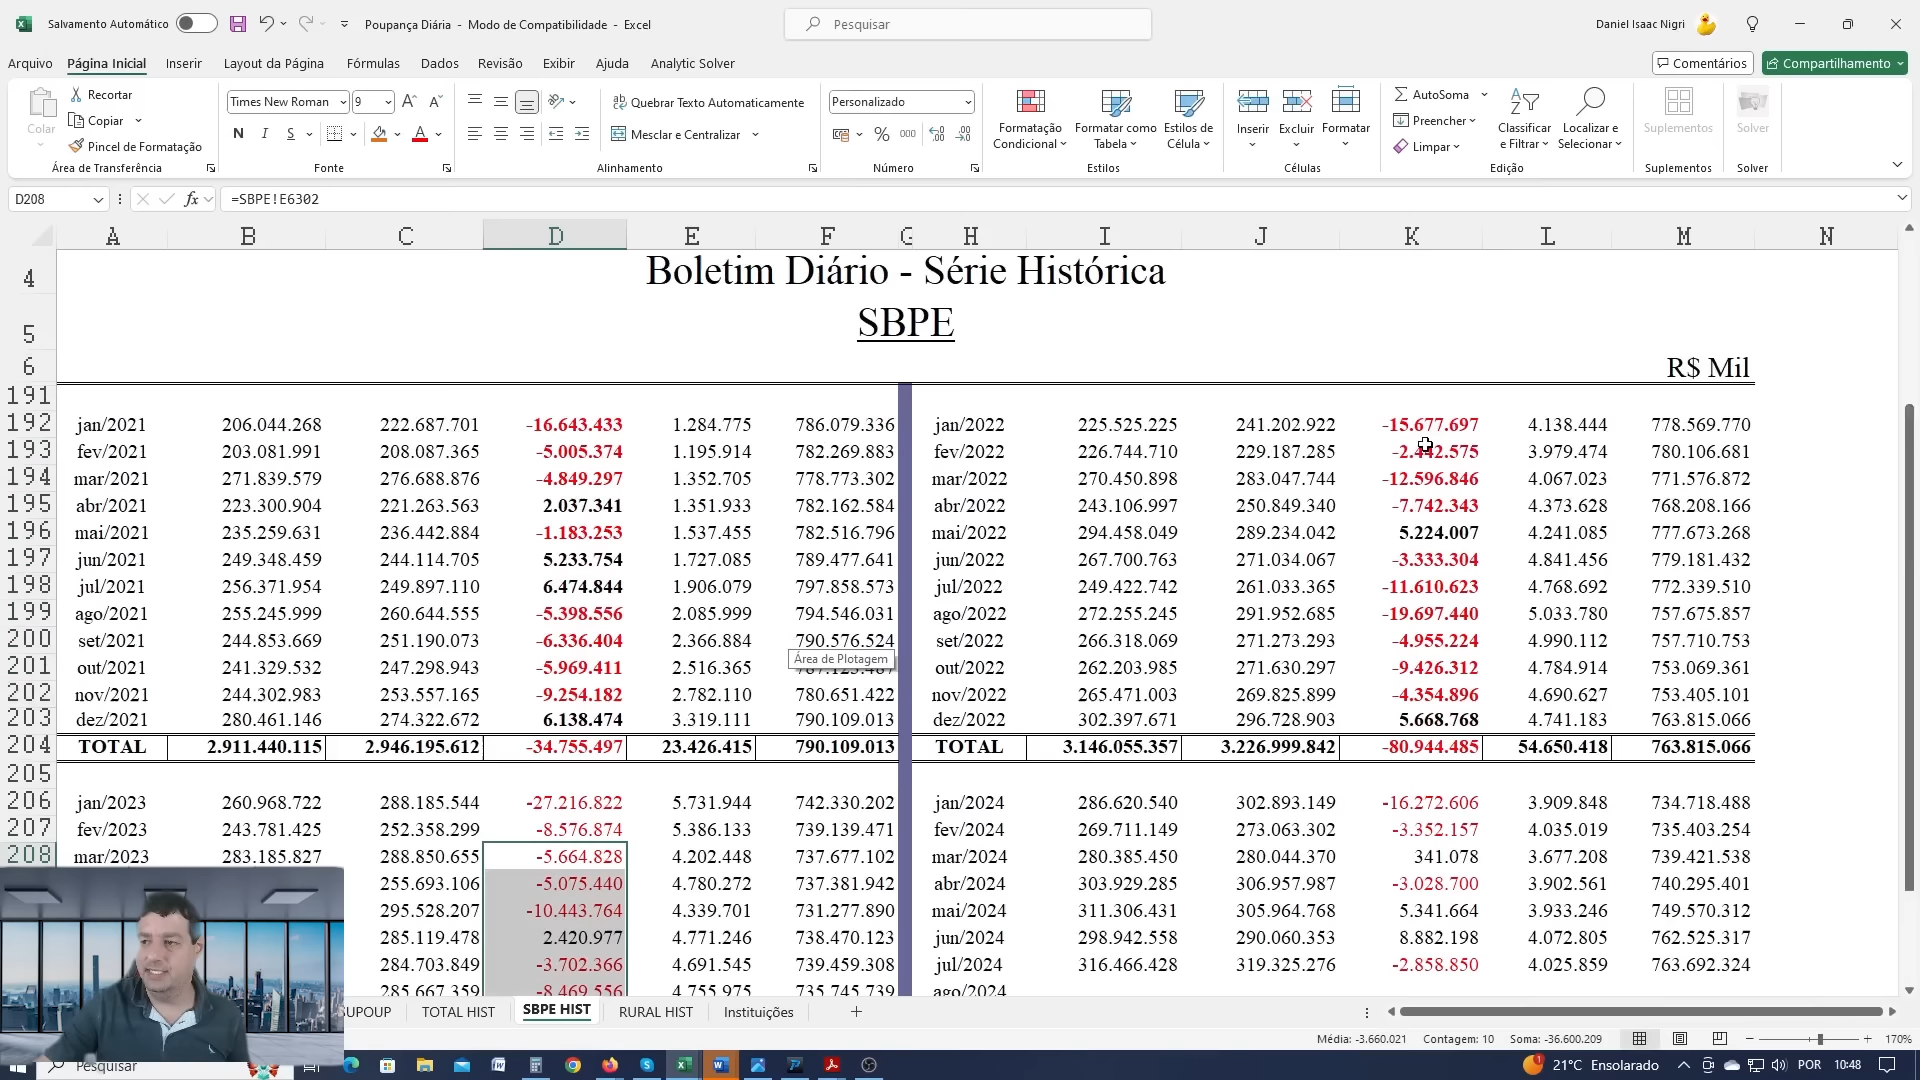 Salvamento Automático
Poupança Diária - Modo de Compatibilidade - Excel
Pesquisar
Daniel Isaac Nigri
Arquivo Página Inicial Inserir Layout da Página Fórmulas Dados Revisão Exibir Ajuda Analytic Solver
Comentários Compartilhamento
Colar
Recortar
Copiar
Pincel de Formatação
Área de Transferência
Times New Roman 9
N I S
Fonte
Quebrar Texto Automaticamente
Mesclar e Centralizar
Alinhamento
Personalizado
% 000
Número
Formatação Condicional
Formatar como Tabela
Estilos de Célula
Estilos
Inserir Excluir Formatar
Células
AutoSoma
Preencher
Limpar
Classificar e Filtrar
Localizar e Selecionar
Edição
Suplementos
Suplementos
Solver
Solver
D208 fx =SBPE!E6302
A B C D E F G H I J K L M N
4 Boletim Diário - Série Histórica
5 SBPE
6 R$ Mil
191
192 jan/2021 206.044.268 222.687.701 -16.643.433 1.284.775 786.079.336 jan/2022 225.525.225 241.202.922 -15.677.697 4.138.444 778.569.770
193 fev/2021 203.081.991 208.087.365 -5.005.374 1.195.914 782.269.883 fev/2022 226.744.710 229.187.285 -2.442.575 3.979.474 780.106.681
194 mar/2021 271.839.579 276.688.876 -4.849.297 1.352.705 778.773.302 mar/2022 270.450.898 283.047.744 -12.596.846 4.067.023 771.576.872
195 abr/2021 223.300.904 221.263.563 2.037.341 1.351.933 782.162.584 abr/2022 243.106.997 250.849.340 -7.742.343 4.373.628 768.208.166
196 mai/2021 235.259.631 236.442.884 -1.183.253 1.537.455 782.516.796 mai/2022 294.458.049 289.234.042 5.224.007 4.241.085 777.673.268
197 jun/2021 249.348.459 244.114.705 5.233.754 1.727.085 789.477.641 jun/2022 267.700.763 271.034.067 -3.333.304 4.841.456 779.181.432
198 jul/2021 256.371.954 249.897.110 6.474.844 1.906.079 797.858.573 jul/2022 249.422.742 261.033.365 -11.610.623 4.768.692 772.339.510
199 ago/2021 255.245.999 260.644.555 -5.398.556 2.085.999 794.546.031 ago/2022 272.255.245 291.952.685 -19.697.440 5.033.780 757.675.857
200 set/2021 244.853.669 251.190.073 -6.336.404 2.366.884 790.576.524 set/2022 266.318.069 271.273.293 -4.955.224 4.990.112 757.710.753
Área de Plotagem
201 out/2021 241.329.532 247.298.943 -5.969.411 2.516.365 out/2022 262.203.985 271.630.297 -9.426.312 4.784.914 753.069.361
202 nov/2021 244.302.983 253.557.165 -9.254.182 2.782.110 780.651.422 nov/2022 265.471.003 269.825.899 -4.354.896 4.690.627 753.405.101
203 dez/2021 280.461.146 274.322.672 6.138.474 3.319.111 790.109.013 dez/2022 302.397.671 296.728.903 5.668.768 4.741.183 763.815.066
204 TOTAL 2.911.440.115 2.946.195.612 -34.755.497 23.426.415 790.109.013 TOTAL 3.146.055.357 3.226.999.842 -80.944.485 54.650.418 763.815.066
205
206 jan/2023 260.968.722 288.185.544 -27.216.822 5.731.944 742.330.202 jan/2024 286.620.540 302.893.149 -16.272.606 3.909.848 734.718.488
207 fev/2023 243.781.425 252.358.299 -8.576.874 5.386.133 739.139.471 fev/2024 269.711.149 273.063.302 -3.352.157 4.035.019 735.403.254
208 mar/2023 283.185.827 288.850.655 -5.664.828 4.202.448 737.677.102 mar/2024 280.385.450 280.044.370 341.078 3.677.208 739.421.538
255.693.106 -5.075.440 4.780.272 737.381.942 abr/2024 303.929.285 306.957.987 -3.028.700 3.902.561 740.295.401
295.528.207 -10.443.764 4.339.701 731.277.890 mai/2024 311.306.431 305.964.768 5.341.664 3.933.246 749.570.312
285.119.478 2.420.977 4.771.246 738.470.123 jun/2024 298.942.558 290.060.353 8.882.198 4.072.805 762.525.317
284.703.849 -3.702.366 4.691.545 739.459.308 jul/2024 316.466.428 319.325.276 -2.858.850 4.025.859 763.692.324
285.667.359 -8.469.556 4.755.975 735.745.739 ago/2024
UPOUP TOTAL HIST SBPE HIST RURAL HIST Instituições
Média: -3.660.021 Contagem: 10 Soma: -36.600.209 170%
Pesquisar
21°C Ensolarado POR 10:48